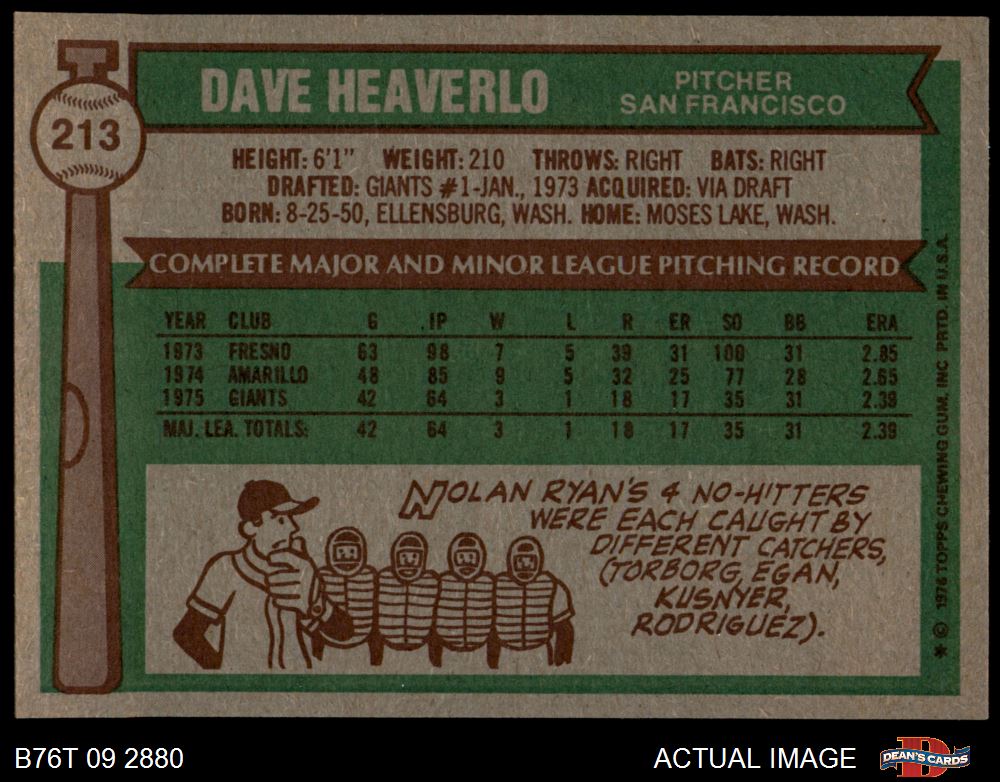 213
DAVE HEAVERLO
PITCHER
SAN FRANCISCO
HEIGHT: 6'1" WEIGHT: 210 THROWS: RIGHT BATS: RIGHT
DRAFTED: GIANTS #1-JAN., 1973 ACQUIRED: VIA DRAFT
BORN: 8-25-50, ELLENSBURG, WASH. HOME: MOSES LAKE, WASH.
COMPLETE MAJOR AND MINOR LEAGUE PITCHING RECORD
YEAR CLUB G IP W L R ER SO BB ERA
1973 FRESNO 63 98 7 5 39 31 100 31 2.85
1974 AMARILLO 48 85 9 5 32 25 77 28 2.65
1975 GIANTS 42 64 3 1 18 17 35 31 2.39
MAJ. LEA. TOTALS: 42 64 3 1 18 17 35 31 2.39
NOLAN RYAN'S 4 NO-HITTERS
WERE EACH CAUGHT BY
DIFFERENT CATCHERS,
(TORBORG, EGAN,
KUSNYER,
RODRIGUEZ).
* © 1976 TOPPS CHEWING GUM, INC. PRTD. IN U.S.A.
B76T 09 2880
ACTUAL IMAGE
DEAN'S CARDS